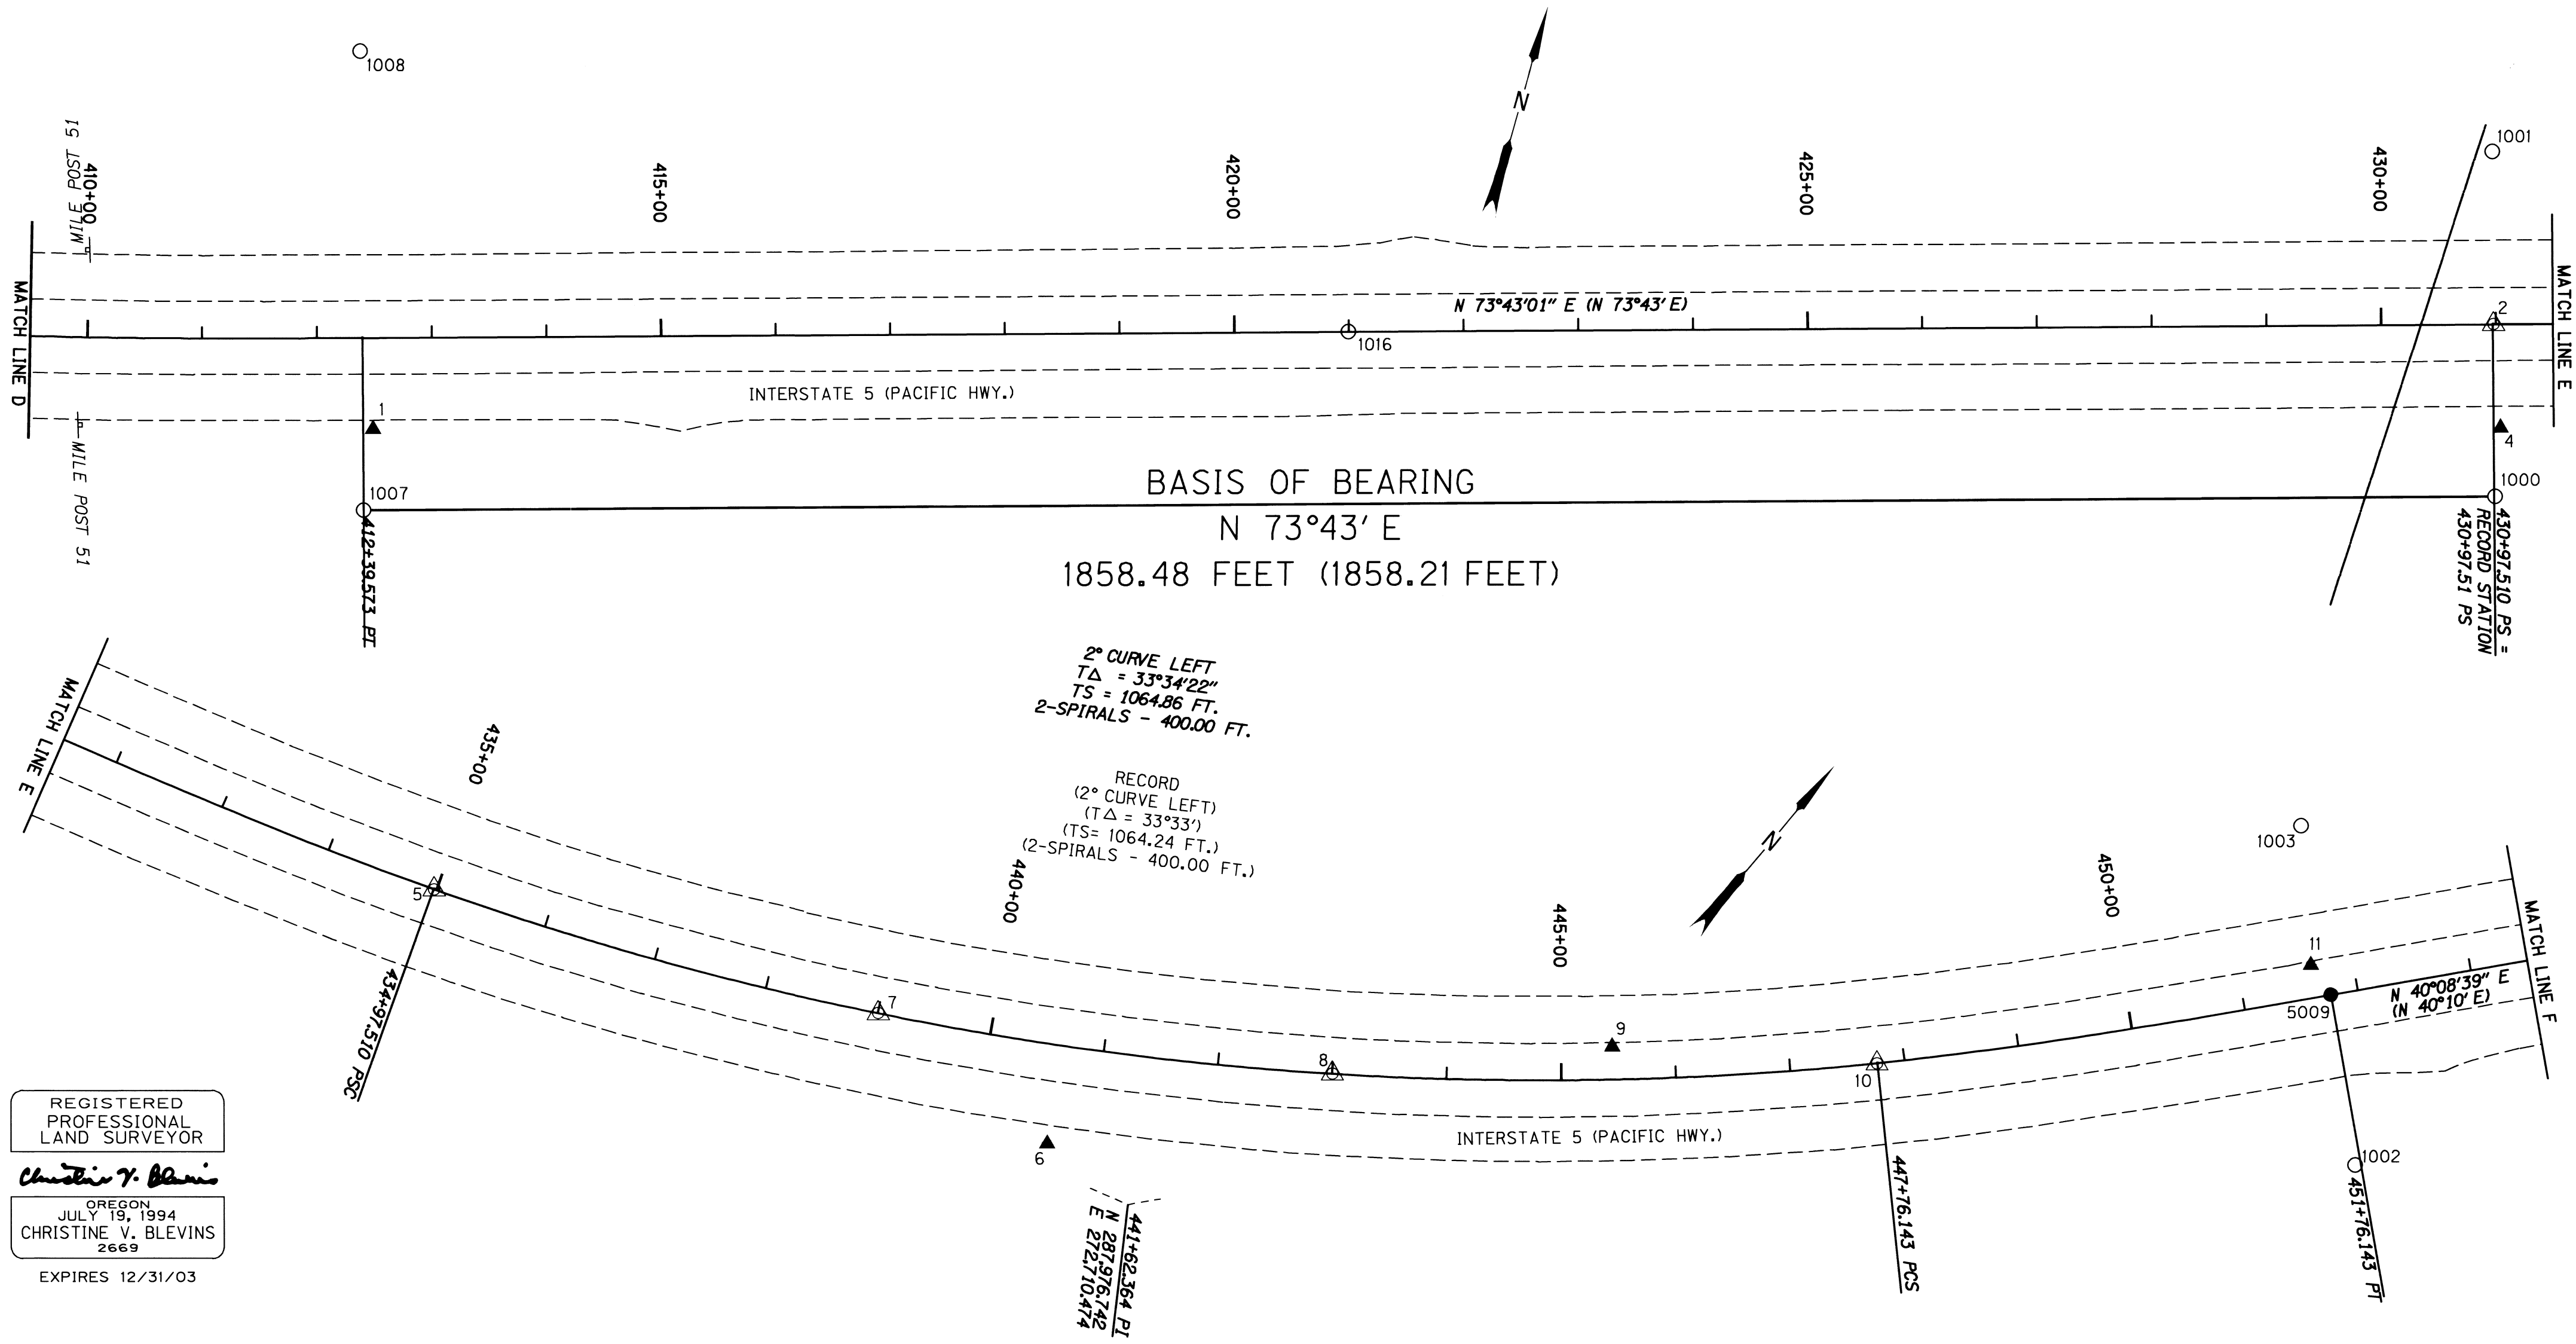 1008
1001
MILE POST 51
410+00
415+00
420+00
N
425+00
430+00
MATCH LINE D
N 73°43'01" E (N 73°43' E)
MATCH LINE E
2
1016
INTERSTATE 5 (PACIFIC HWY.)
1
4
MILE POST 51
1007
1000
BASIS OF BEARING
N 73°43' E
1858.48 FEET (1858.21 FEET)
412+39.573 PT
430+97.510 PS =
RECORD STATION
430+97.51 PS
2° CURVE LEFT
TΔ = 33°34'22"
TS = 1064.86 FT.
2-SPIRALS - 400.00 FT.
RECORD
(2° CURVE LEFT)
(TΔ = 33°33')
(TS= 1064.24 FT.)
(2-SPIRALS - 400.00 FT.)
MATCH LINE E
435+00
440+00
445+00
N
450+00
1003
MATCH LINE F
5
7
8
9
10
11
5009
N 40°08'39" E
(N 40°10' E)
434+97.510 PSC
6
INTERSTATE 5 (PACIFIC HWY.)
1002
447+76.143 PCS
451+76.143 PT
441+62.364 PI
N 287,976.742
E 272,710.474
REGISTERED
PROFESSIONAL
LAND SURVEYOR
Christine V. Blevins
OREGON
JULY 19, 1994
CHRISTINE V. BLEVINS
2669
EXPIRES 12/31/03